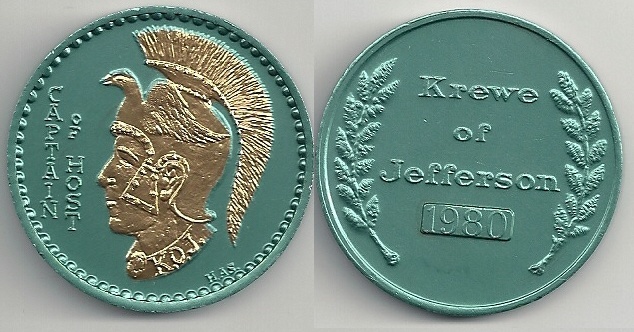 CAPTAIN
OF HOST
K.O.J.
H.A.S.
Krewe
of
Jefferson
1980